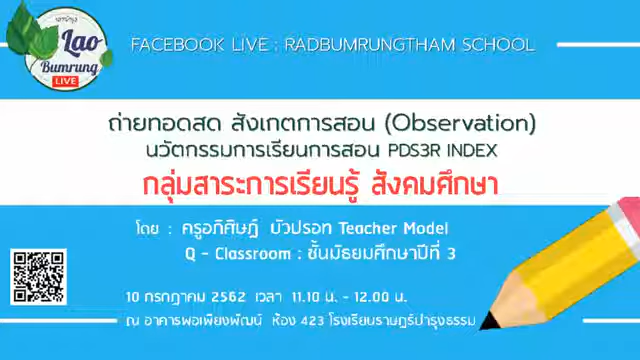 เหล่าบำรุง
Lao
Bumrung
LIVE
FACEBOOK LIVE : RADBUMRUNGTHAM SCHOOL
ถ่ายทอดสด สังเกตการสอน (Observation)
นวัตกรรมการเรียนการสอน PDS3R INDEX
กลุ่มสาระการเรียนรู้ สังคมศึกษา
โดย : ครูอภิศิษฎ์ บัวปรอท Teacher Model
Q - Classroom : ชั้นมัธยมศึกษาปีที่ 3
10 กรกฎาคม 2562 เวลา 11.10 น. - 12.00 น.
ณ อาคารพอเพียงพัฒน์ ห้อง 423 โรงเรียนราษฎร์บำรุงธรรม